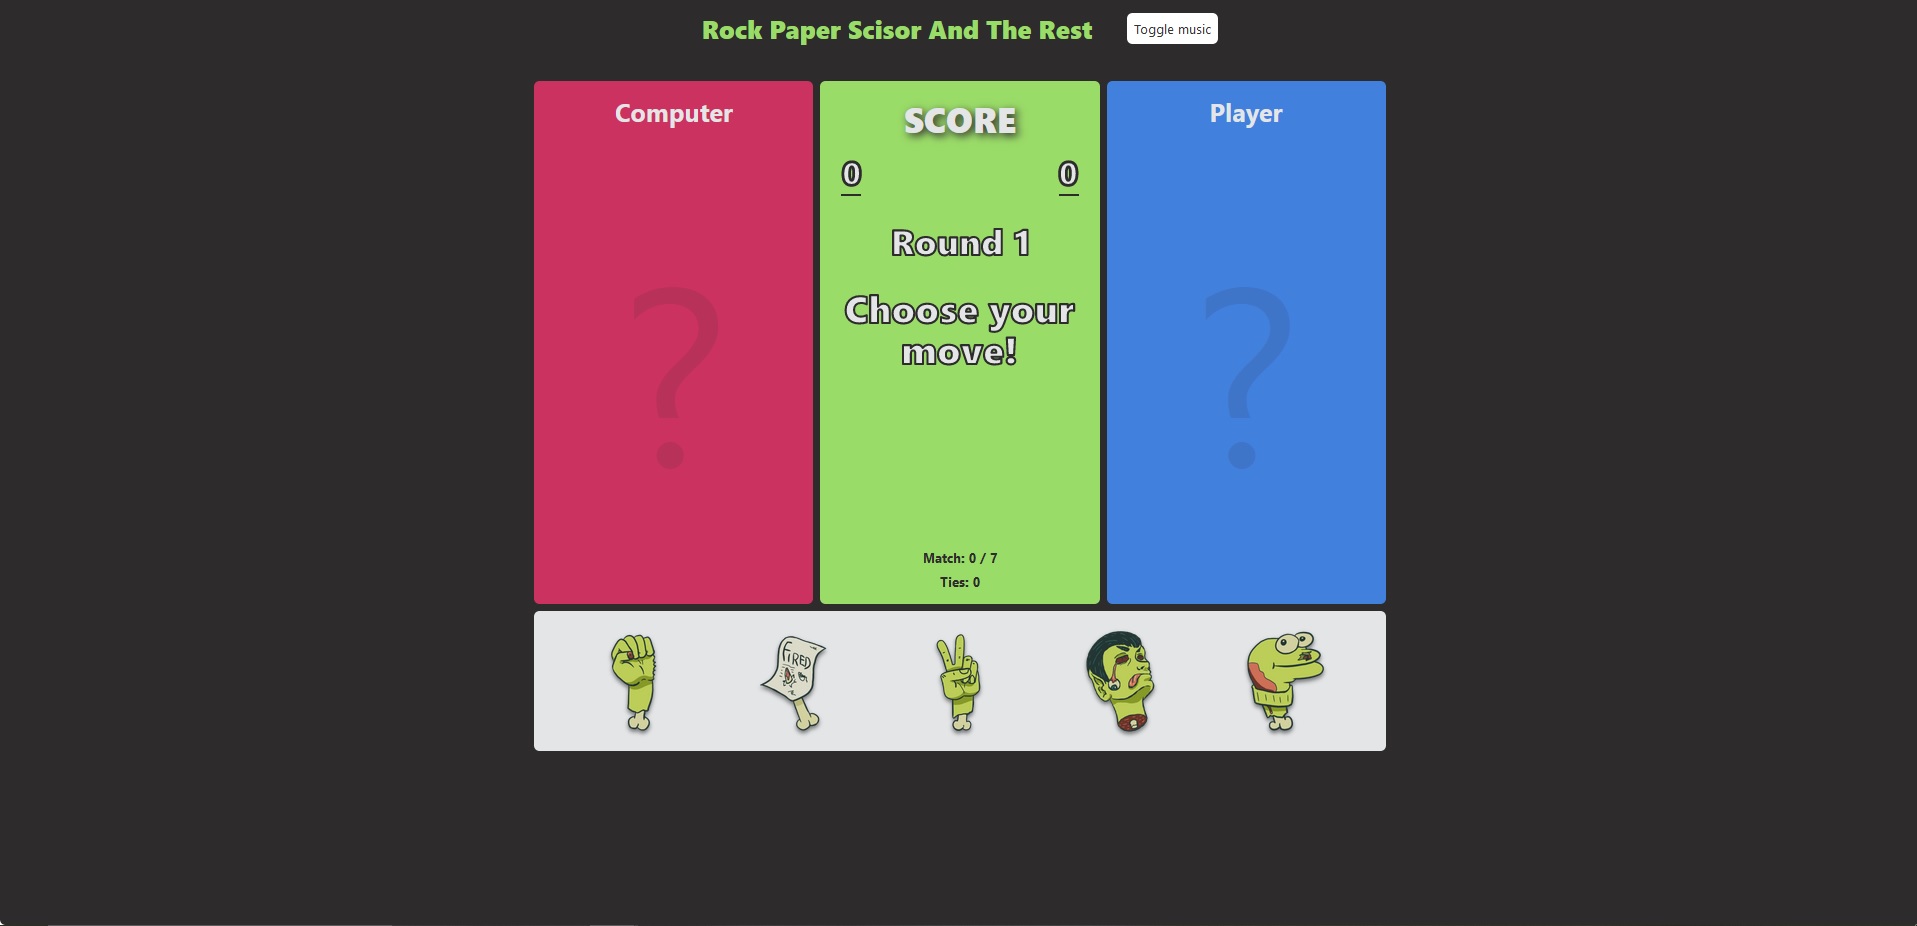 Rock Paper Scisor And The Rest
Toggle music
Computer
SCORE
Player
0
0
Round 1
Choose your
move!
?
?
Match: 0 / 7
Ties: 0
FIRED